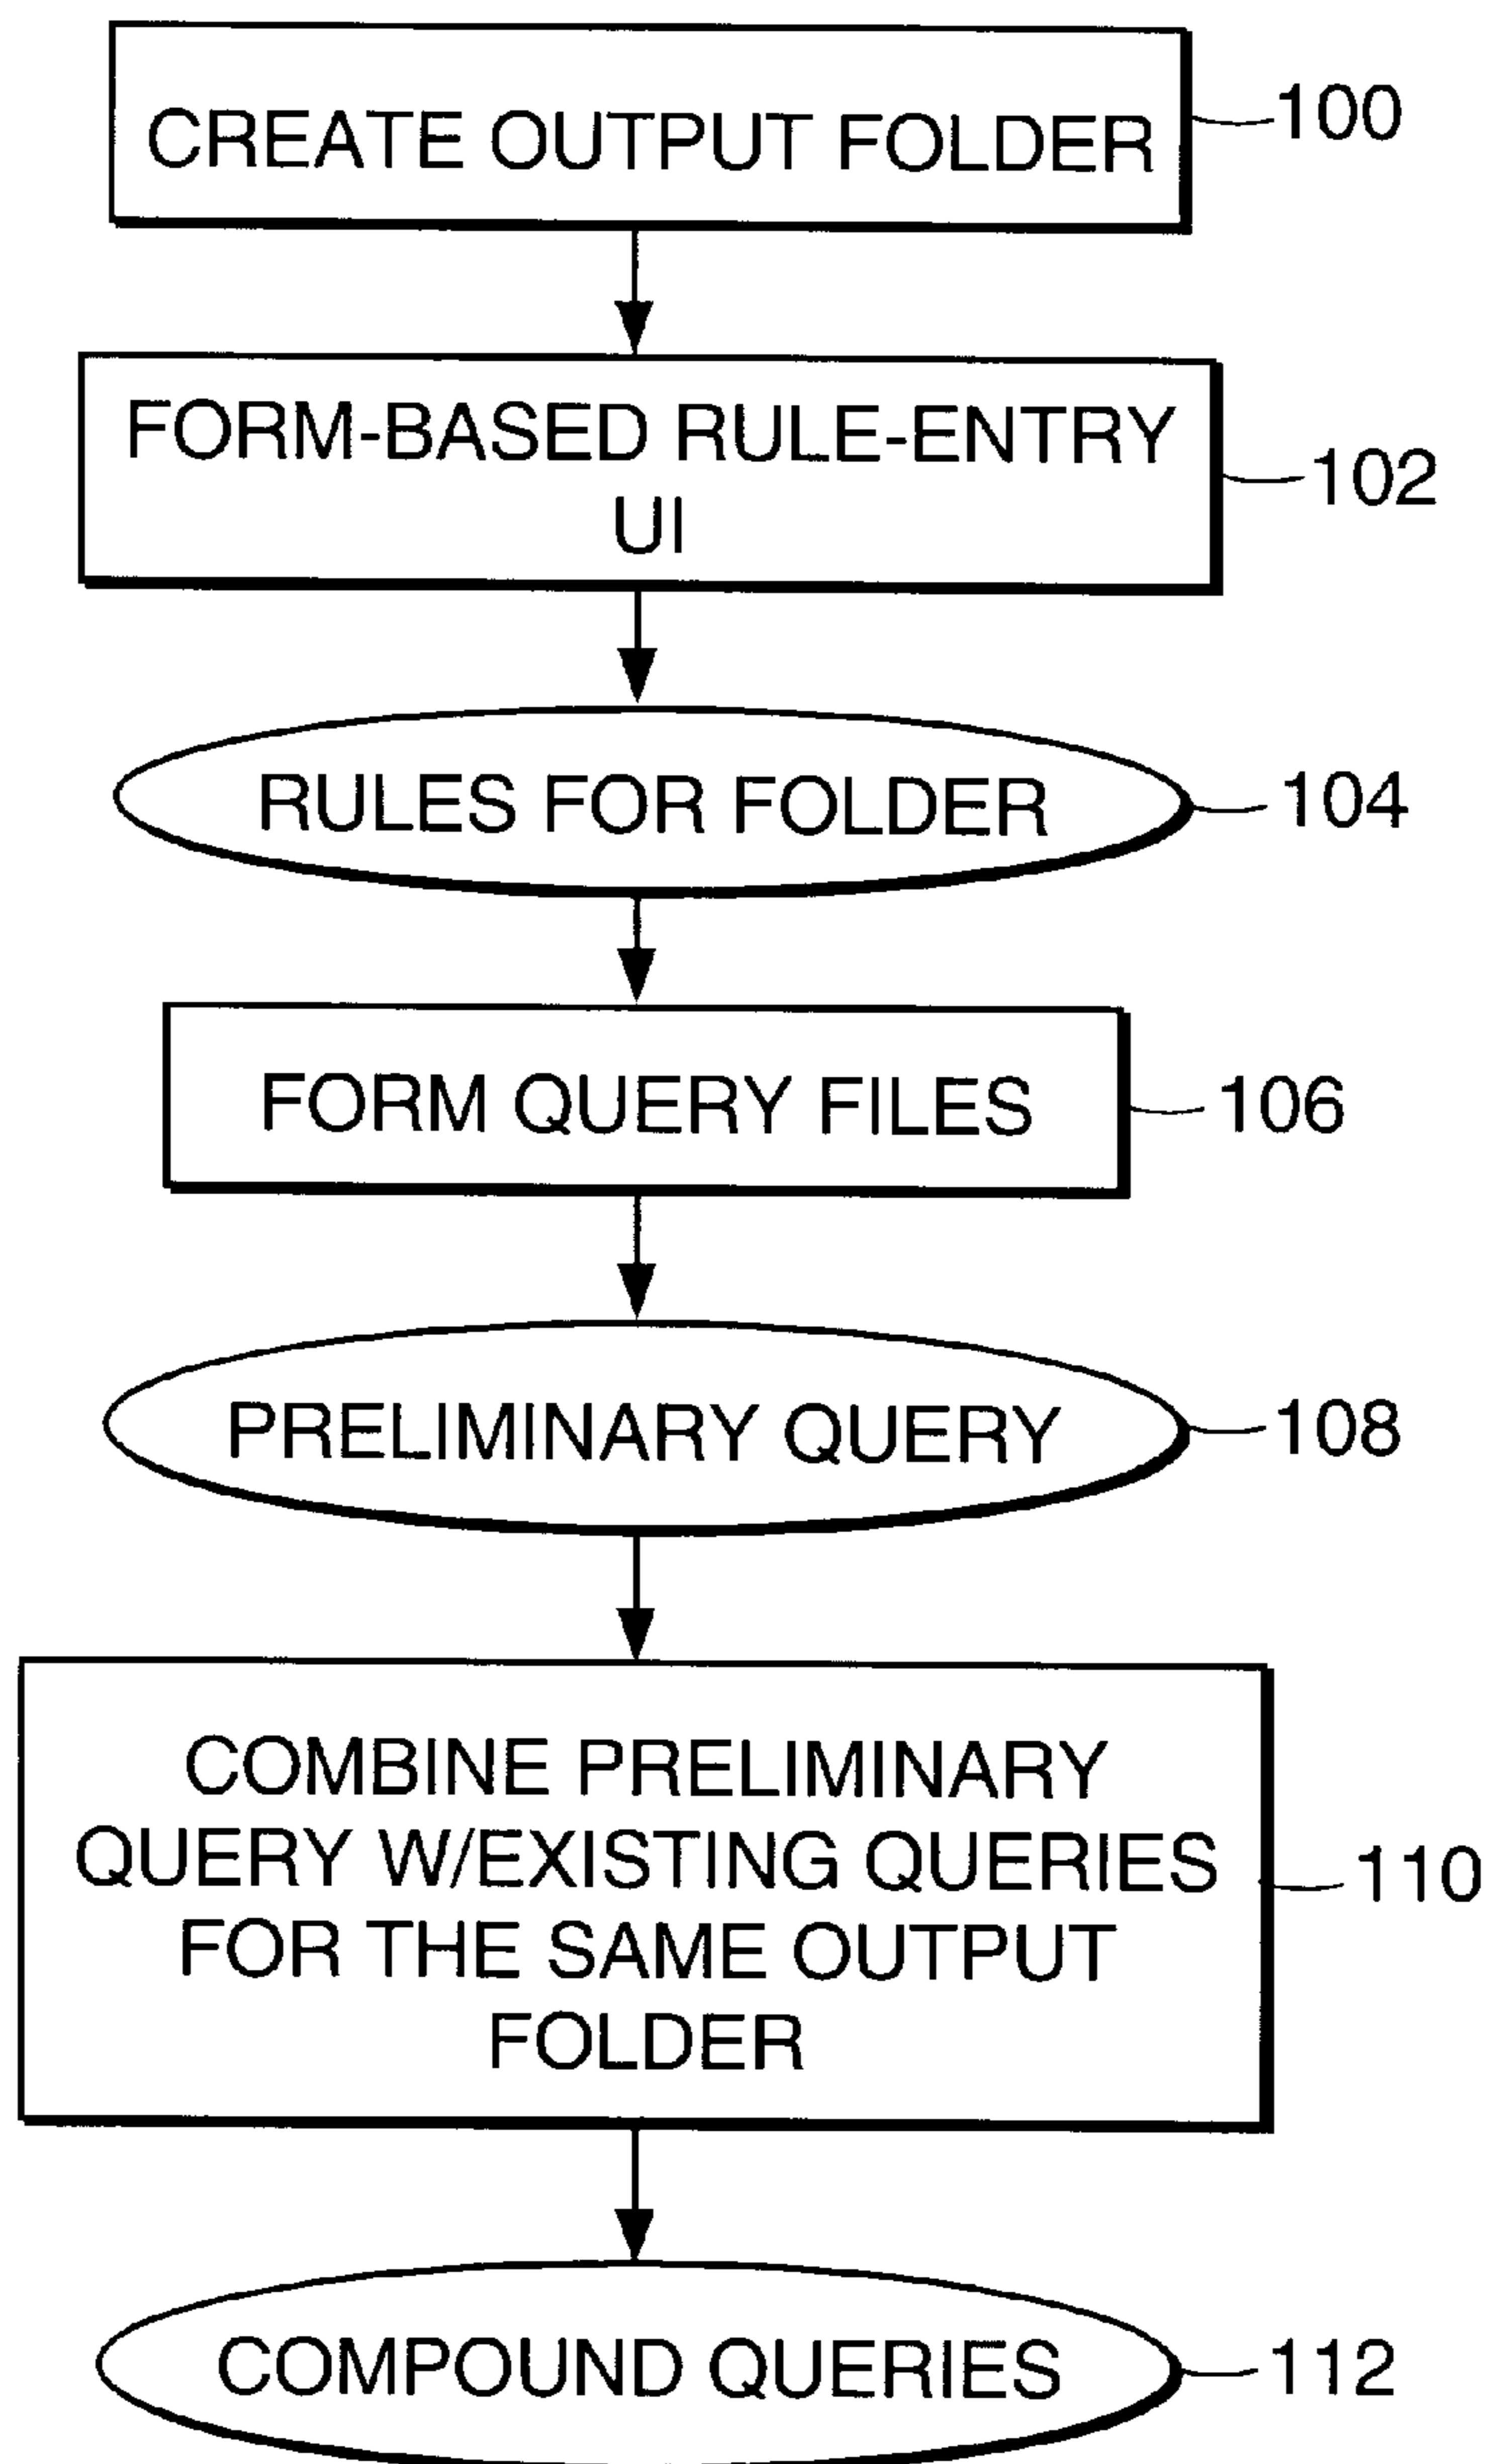 CREATE OUTPUT FOLDER
100
FORM-BASED RULE-ENTRY
UI
102
RULES FOR FOLDER
104
FORM QUERY FILES
106
PRELIMINARY QUERY
108
COMBINE PRELIMINARY
QUERY W/EXISTING QUERIES
FOR THE SAME OUTPUT
FOLDER
110
COMPOUND QUERIES
112